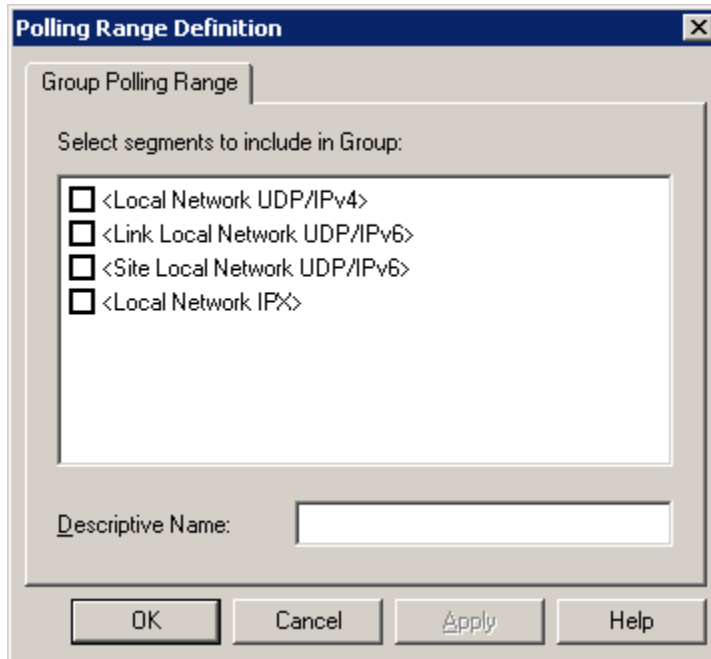 Polling Range Definition
Group Polling Range
Select segments to include in Group:
<Local Network UDP/IPv4>
<Link Local Network UDP/IPv6>
<Site Local Network UDP/IPv6>
<Local Network IPX>
Descriptive Name:
OK Cancel Apply Help